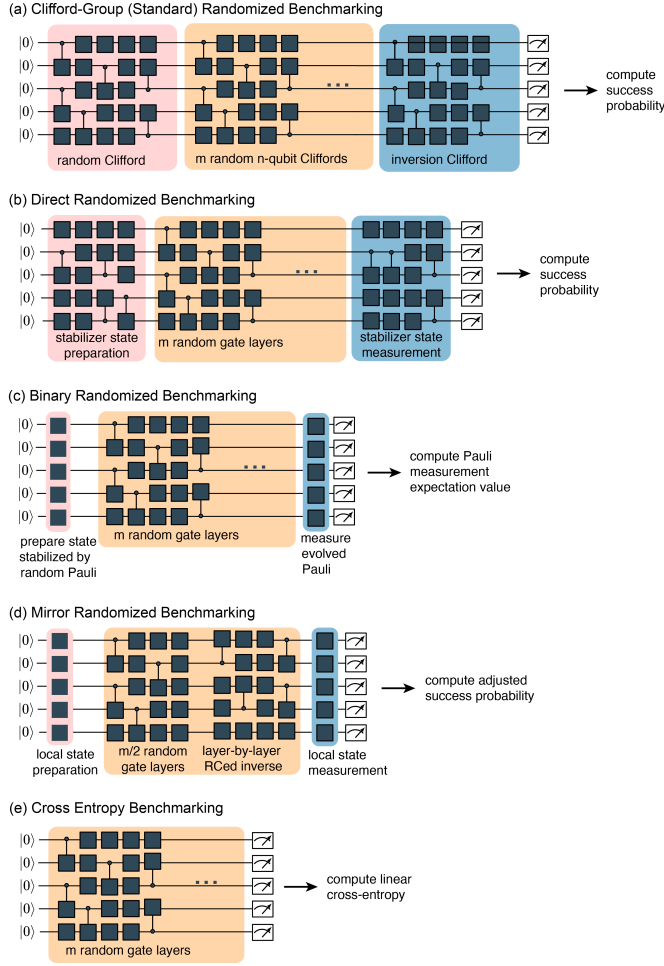 (a) Clifford-Group (Standard) Randomized Benchmarking
|0⟩
|0⟩
|0⟩
|0⟩
|0⟩
random Clifford
m random n-qubit Cliffords
inversion Clifford
compute
success
probability
(b) Direct Randomized Benchmarking
|0⟩
|0⟩
|0⟩
|0⟩
|0⟩
stabilizer state
preparation
m random gate layers
stabilizer state
measurement
compute
success
probability
(c) Binary Randomized Benchmarking
|0⟩
|0⟩
|0⟩
|0⟩
|0⟩
prepare state
stabilized by
random Pauli
m random gate layers
measure
evolved
Pauli
compute Pauli
measurement
expectation value
(d) Mirror Randomized Benchmarking
|0⟩
|0⟩
|0⟩
|0⟩
|0⟩
local state
preparation
m/2 random
gate layers
layer-by-layer
RCed inverse
local state
measurement
compute adjusted
success probability
(e) Cross Entropy Benchmarking
|0⟩
|0⟩
|0⟩
|0⟩
|0⟩
m random gate layers
compute linear
cross-entropy